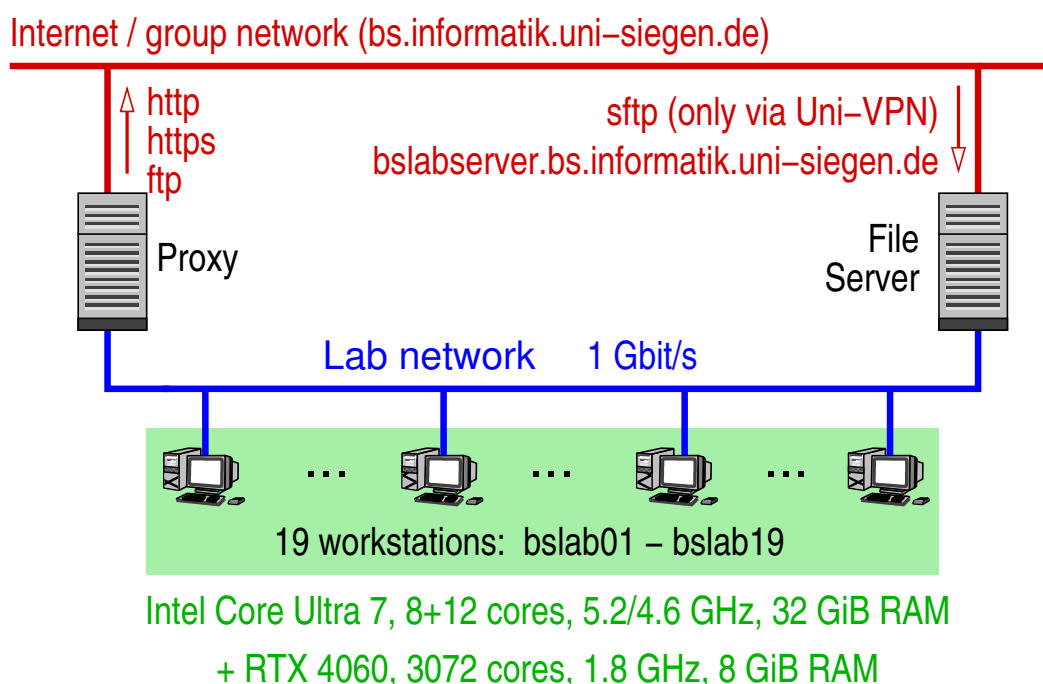 Internet / group network (bs.informatik.uni−siegen.de)
http
https
ftp
sftp (only via Uni−VPN)
bslabserver.bs.informatik.uni−siegen.de
Proxy
File
Server
Lab network 1 Gbit/s
... ... ...
19 workstations: bslab01 − bslab19
Intel Core Ultra 7, 8+12 cores, 5.2/4.6 GHz, 32 GiB RAM
+ RTX 4060, 3072 cores, 1.8 GHz, 8 GiB RAM